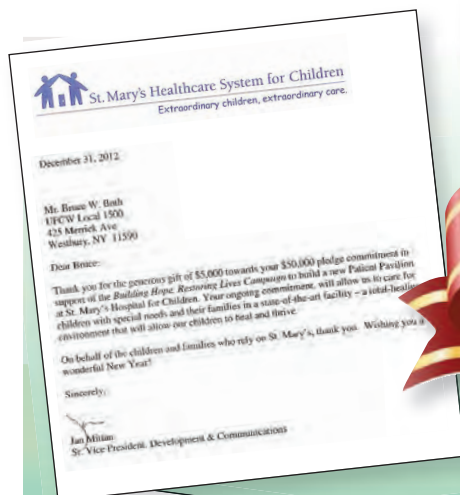 St. Mary's Healthcare System for Children
Extraordinary children, extraordinary care.
December 31, 2012
Mr. Bruce W. Both
UFCW Local 1500
425 Merrick Ave
Westbury, NY 11590
Dear Bruce:
Thank you for the generous gift of $5,000 towards your $50,000 pledge commitment in
support of the Building Hope, Restoring Lives Campaign to build a new Patient Pavilion
at St. Mary's Hospital for Children. Your ongoing commitment, will allow us to care for
children with special needs and their families in a state-of-the-art facility – a total-healing
environment that will allow our children to heal and thrive.
On behalf of the children and families who rely on St. Mary's, thank you. Wishing you a
wonderful New Year!
Sincerely,
Jan
Sr. Vice President, Development & Communications